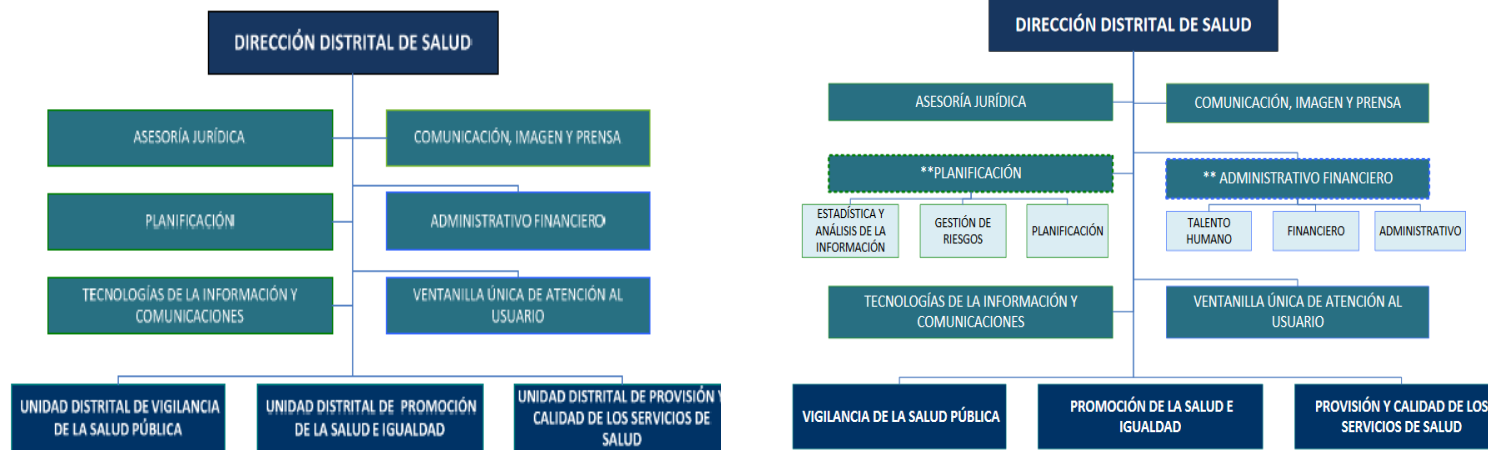 DIRECCIÓN DISTRITAL DE SALUD
ASESORÍA JURÍDICA
COMUNICACIÓN, IMAGEN Y PRENSA
PLANIFICACIÓN
ADMINISTRATIVO FINANCIERO
TECNOLOGÍAS DE LA INFORMACIÓN Y
COMUNICACIONES
VENTANILLA ÚNICA DE ATENCIÓN AL
USUARIO
UNIDAD DISTRITAL DE VIGILANCIA
DE LA SALUD PÚBLICA
UNIDAD DISTRITAL DE PROMOCIÓN
DE LA SALUD E IGUALDAD
UNIDAD DISTRITAL DE PROVISIÓN Y
CALIDAD DE LOS SERVICIOS DE
SALUD
DIRECCIÓN DISTRITAL DE SALUD
ASESORÍA JURÍDICA
COMUNICACIÓN, IMAGEN Y PRENSA
**PLANIFICACIÓN
** ADMINISTRATIVO FINANCIERO
ESTADÍSTICA Y
ANÁLISIS DE LA
INFORMACIÓN
GESTIÓN DE
RIESGOS
PLANIFICACIÓN
TALENTO
HUMANO
FINANCIERO
ADMINISTRATIVO
TECNOLOGÍAS DE LA INFORMACIÓN Y
COMUNICACIONES
VENTANILLA ÚNICA DE ATENCIÓN AL
USUARIO
VIGILANCIA DE LA SALUD PÚBLICA
PROMOCIÓN DE LA SALUD E
IGUALDAD
PROVISIÓN Y CALIDAD DE LOS
SERVICIOS DE SALUD